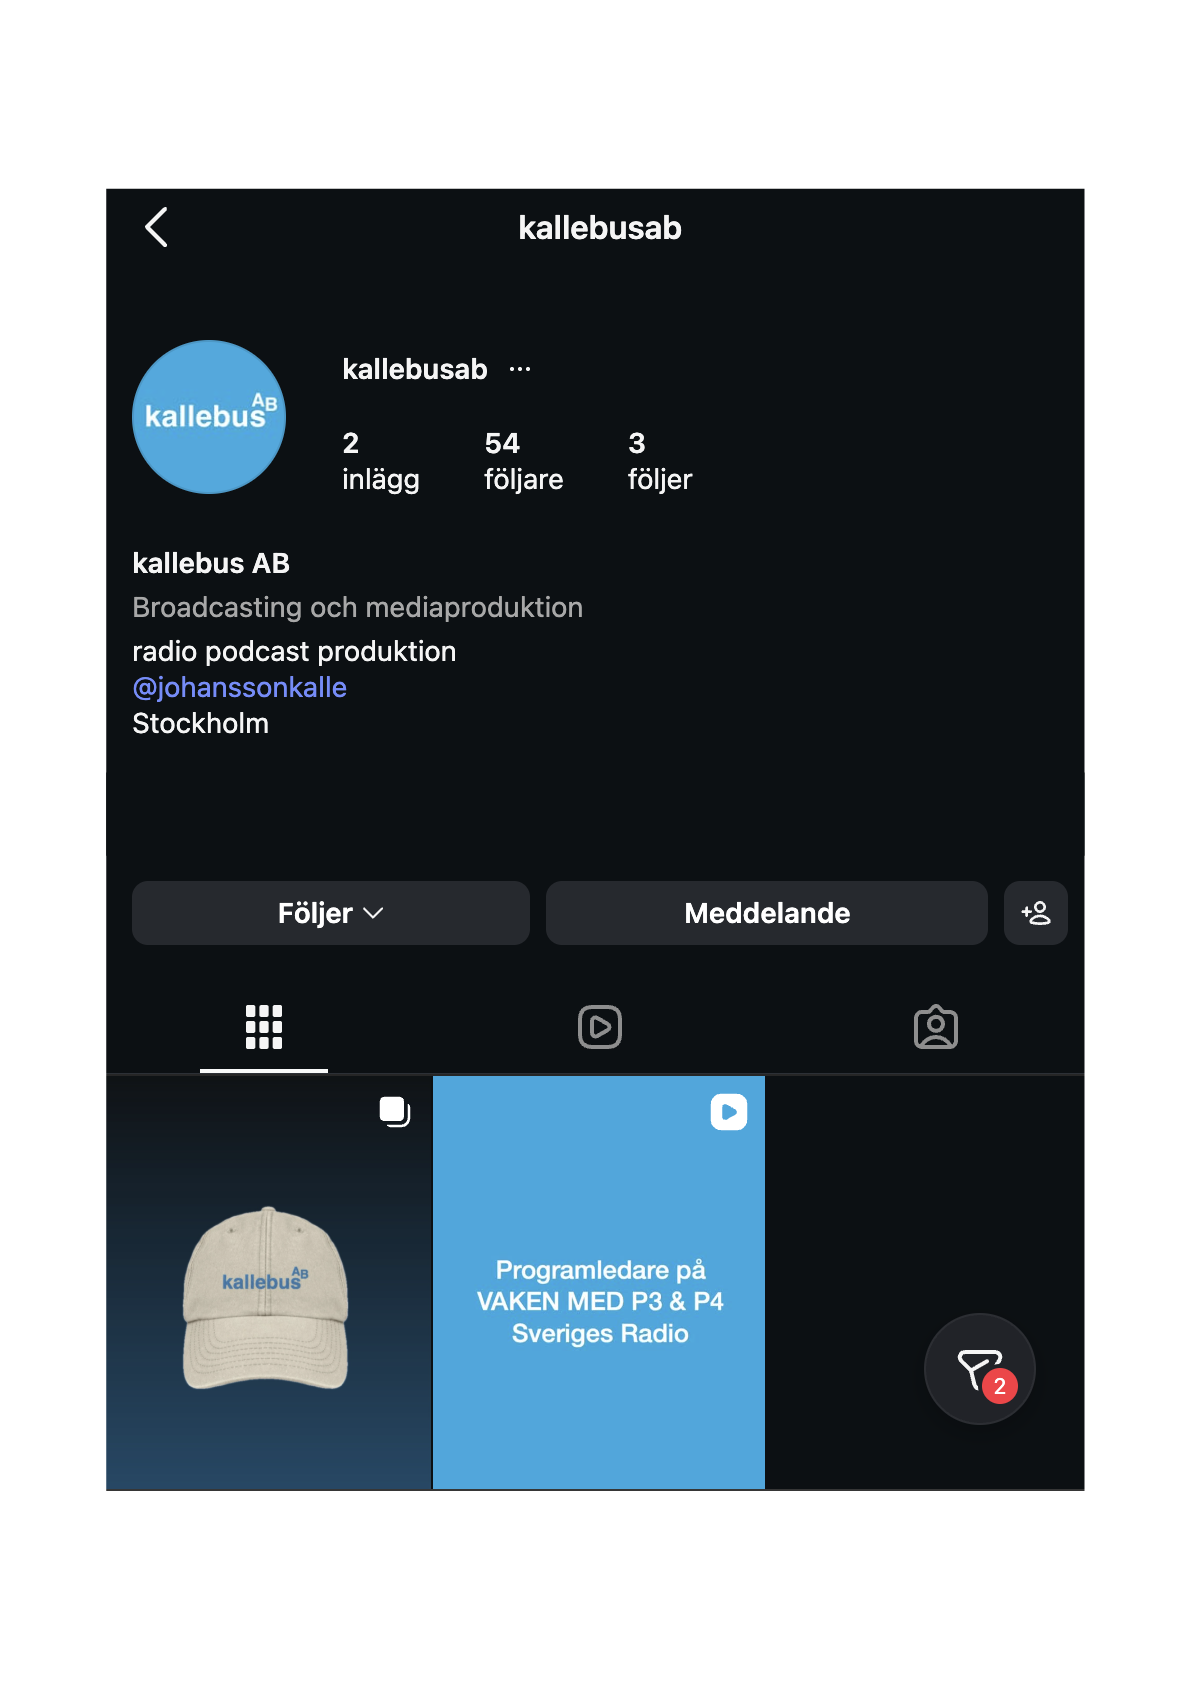 kallebusab
kallebus AB
kallebusab ...
2 54 3
inlägg följare följer
kallebus AB
Broadcasting och mediaproduktion
radio podcast produktion
@johanssonkalle
Stockholm
Följer Meddelande
kallebus AB
Programledare på
VAKEN MED P3 & P4
Sveriges Radio
2